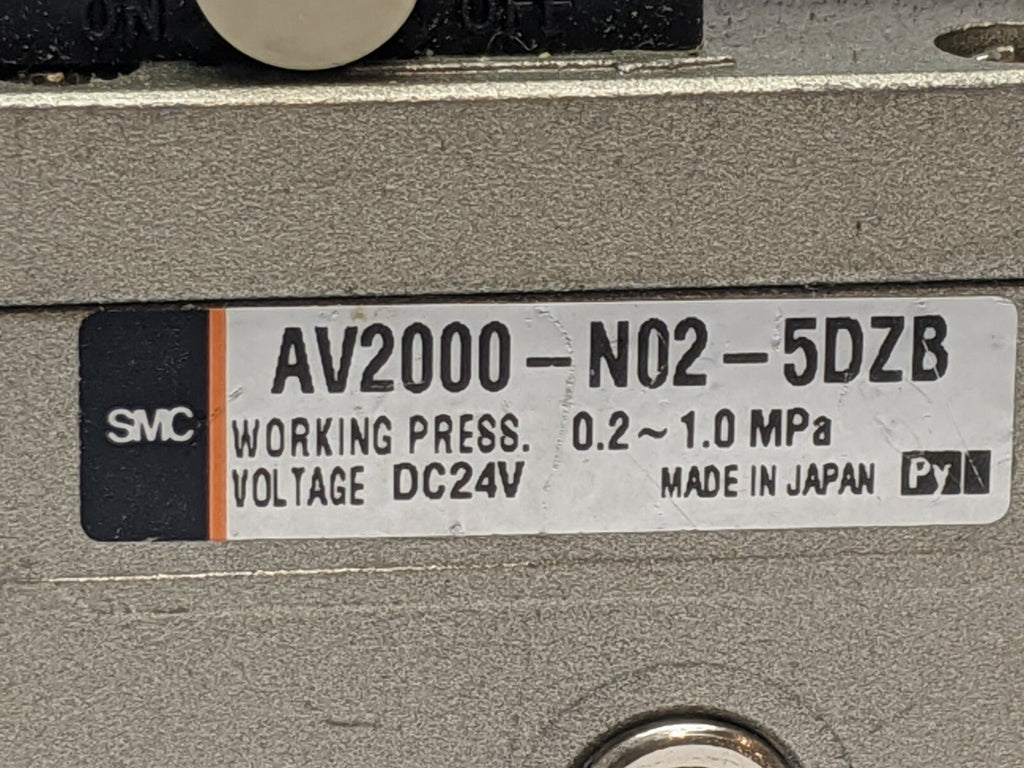 ON OFF
AV2000-N02-5DZB
SMC
WORKING PRESS. 0.2~1.0 MPa
VOLTAGE DC24V MADE IN JAPAN